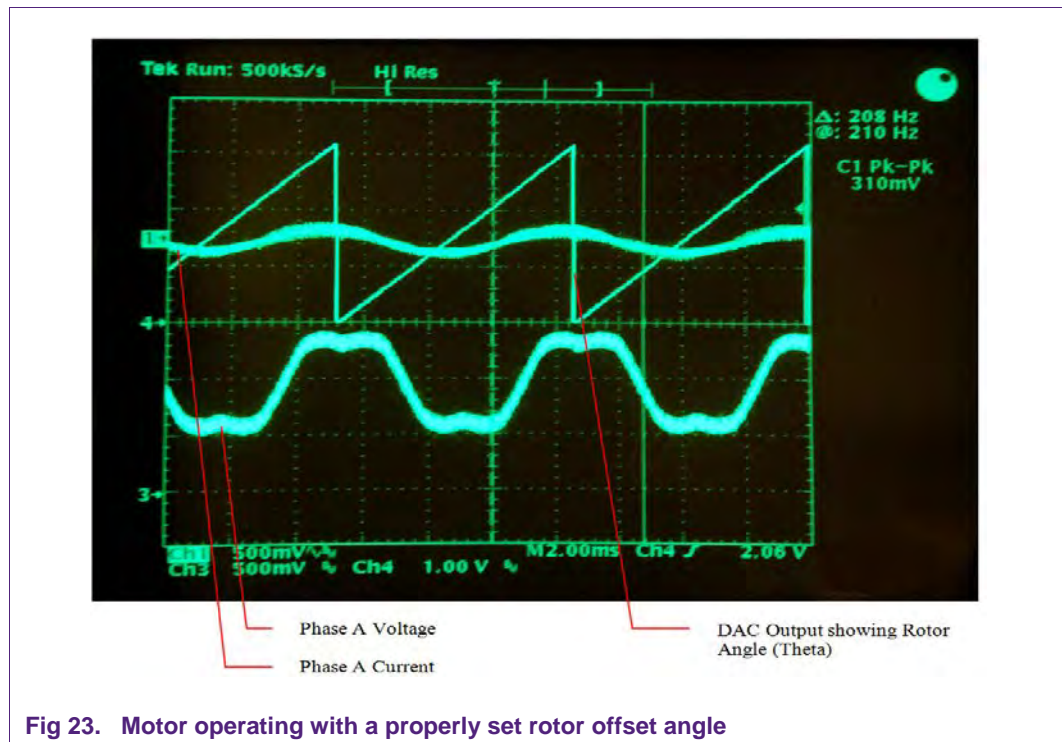 Tek Run: 500kS/s HI Res
Δ: 208 Hz
@: 210 Hz
C1 Pk-Pk
310mV
1
4
3
Ch1 500mV M2.00ms Ch4 2.06 V
Ch3 500mV Ch4 1.00 V
Phase A Voltage
Phase A Current
DAC Output showing Rotor
Angle (Theta)
Fig 23. Motor operating with a properly set rotor offset angle